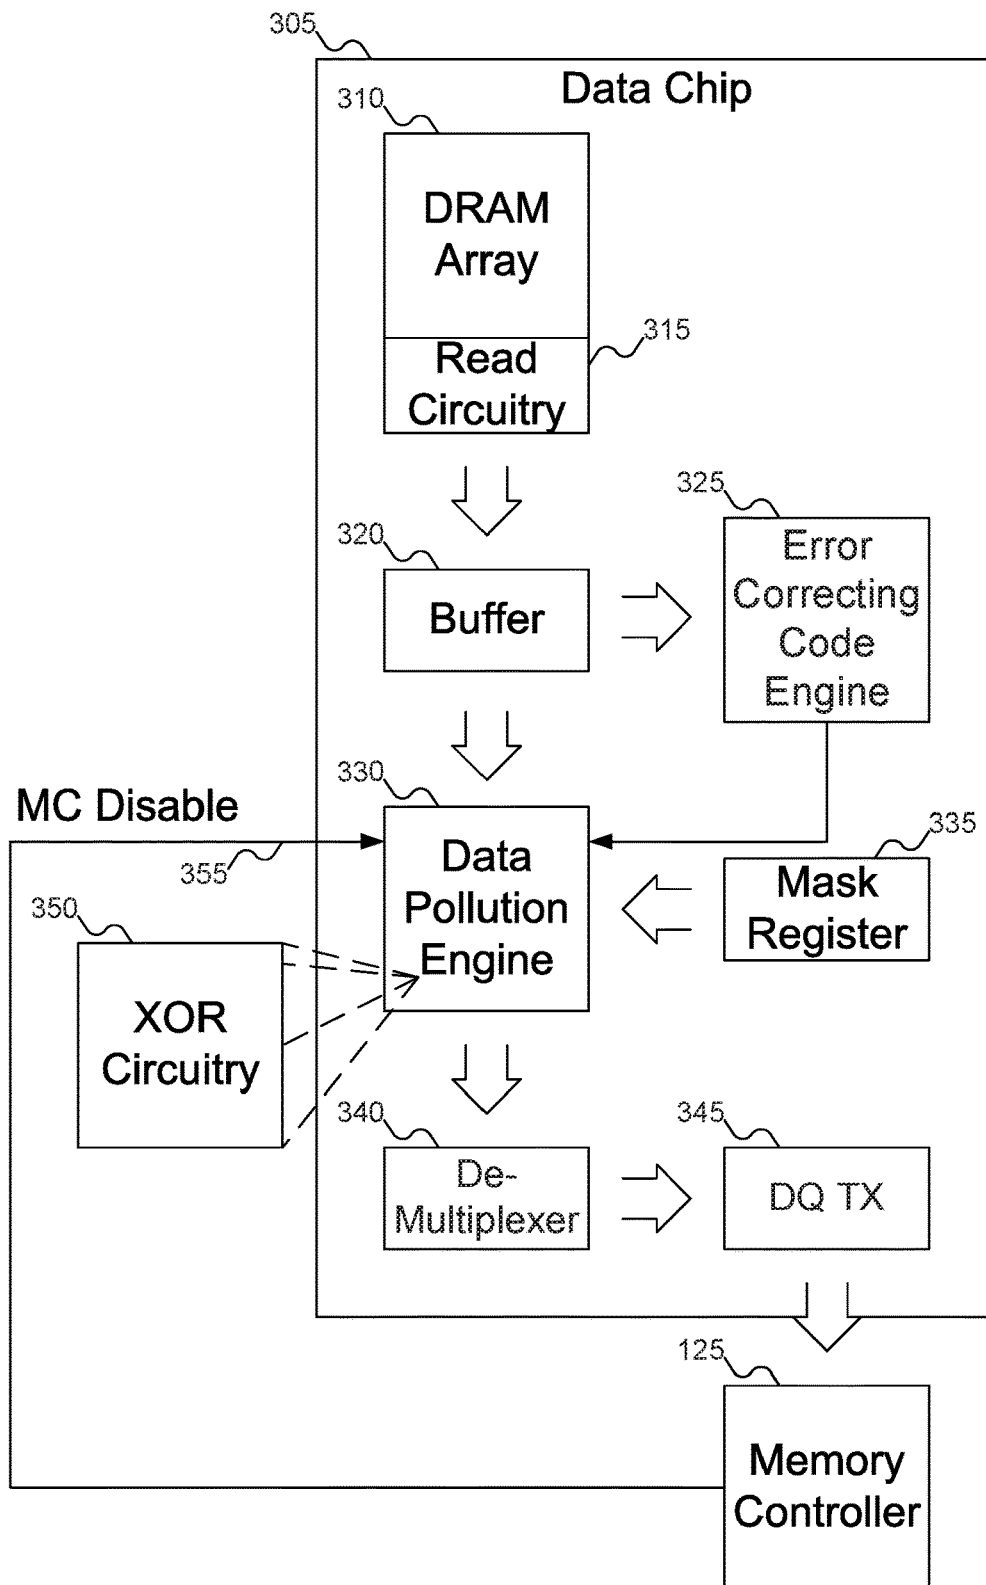 305
Data Chip
310
DRAM
Array
315
Read
Circuitry
325
320
Error
Correcting
Code
Engine
Buffer
330
MC Disable
335
355
Data
Pollution
Engine
Mask
Register
350
XOR
Circuitry
340
345
De-
Multiplexer
DQ TX
125
Memory
Controller